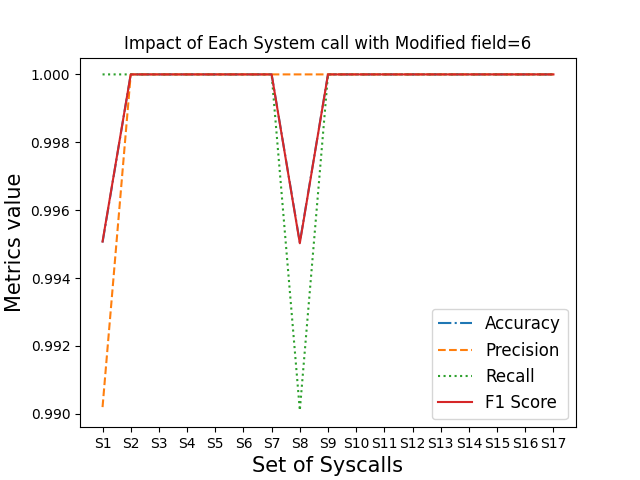 Impact of Each System call with Modified field=6
Metrics value
1.000
0.998
0.996
0.994
0.992
0.990
Accuracy
Precision
Recall
F1 Score
S1 S2 S3 S4 S5 S6 S7 S8 S9 S10 S11 S12 S13 S14 S15 S16 S17
Set of Syscalls